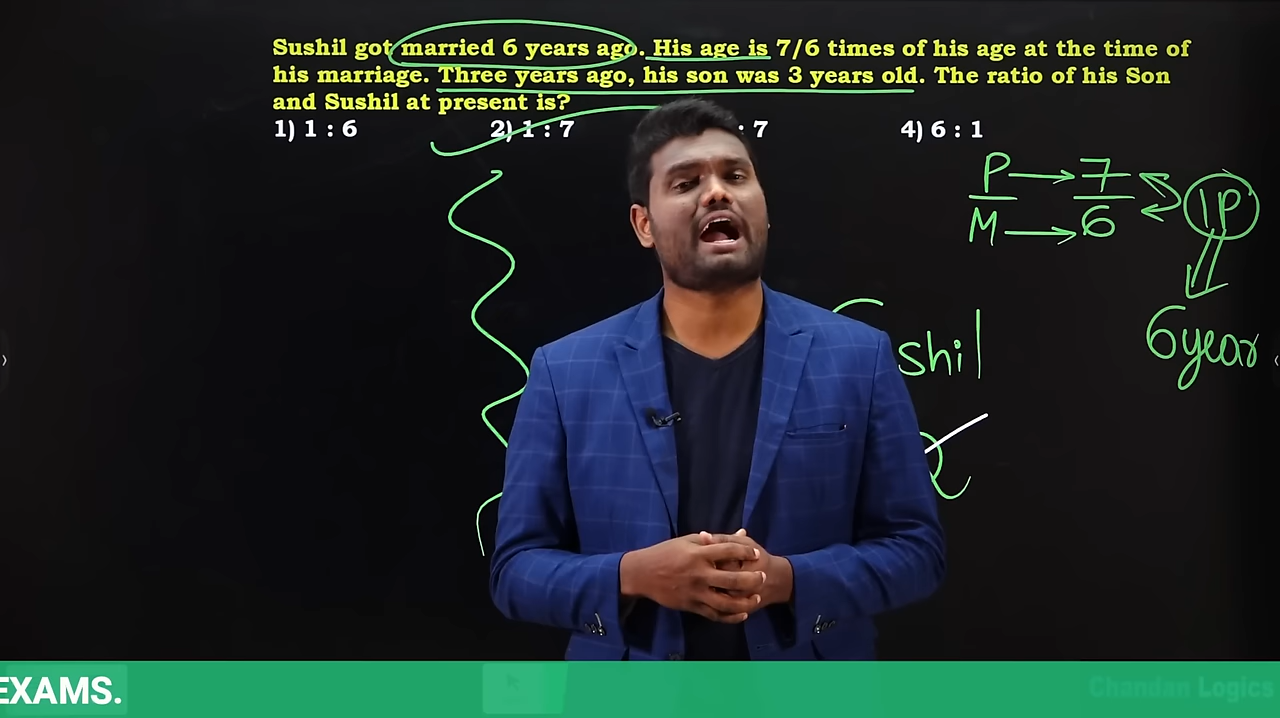 Sushil got married 6 years ago. His age is 7/6 times of his age at the time of
his marriage. Three years ago, his son was 3 years old. The ratio of his Son
and Sushil at present is?
1) 1 : 6 2) 1 : 7 : 7 4) 6 : 1
P → 7
M → 6
1P
6year
shil
EXAMS.
Chandan Logics